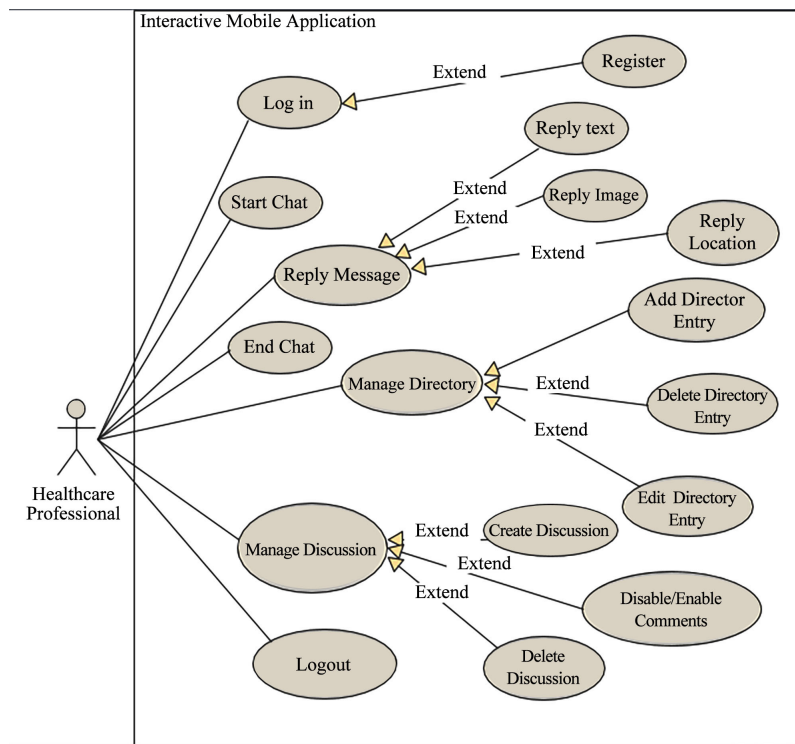 Interactive Mobile Application
Extend
Register
Log in
Reply text
Extend
Reply Image
Start Chat
Extend
Reply
Location
Extend
Reply Message
Add Director
Entry
End Chat
Manage Directory
Extend
Delete Directory
Entry
Extend
Healthcare
Professional
Edit Directory
Entry
Extend
Create Discussion
Manage Discussion
Extend
Extend
Disable/Enable
Comments
Logout
Delete
Discussion